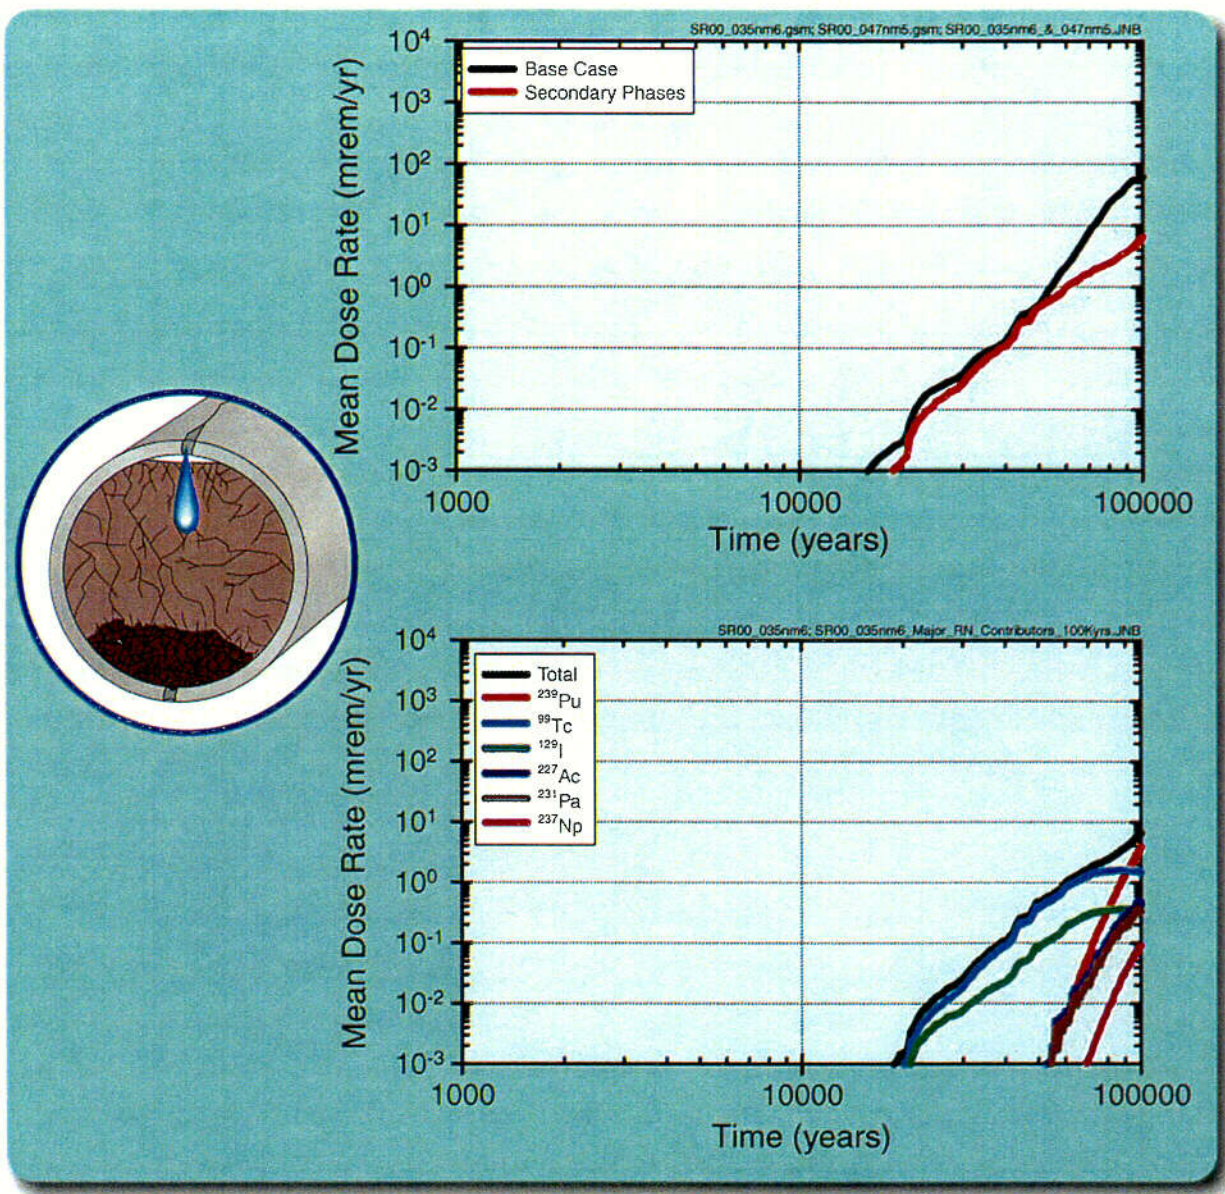 SR00_035nm6.gsm; SR00_047nm5.gsm; SR00_035nm6_&_047nm5.JNB
Base Case
Secondary Phases
Mean Dose Rate (mrem/yr)
10⁴
10³
10²
10¹
10⁰
10⁻¹
10⁻²
10⁻³
1000
10000
100000
Time (years)
SR00_035nm6; SR00_035nm6_Major_RN_Contributors_100Kyrs.JNB
Total
²³⁹Pu
⁹⁹Tc
¹²⁹I
²²⁷Ac
²³¹Pa
²³⁷Np
Mean Dose Rate (mrem/yr)
10⁴
10³
10²
10¹
10⁰
10⁻¹
10⁻²
10⁻³
1000
10000
100000
Time (years)